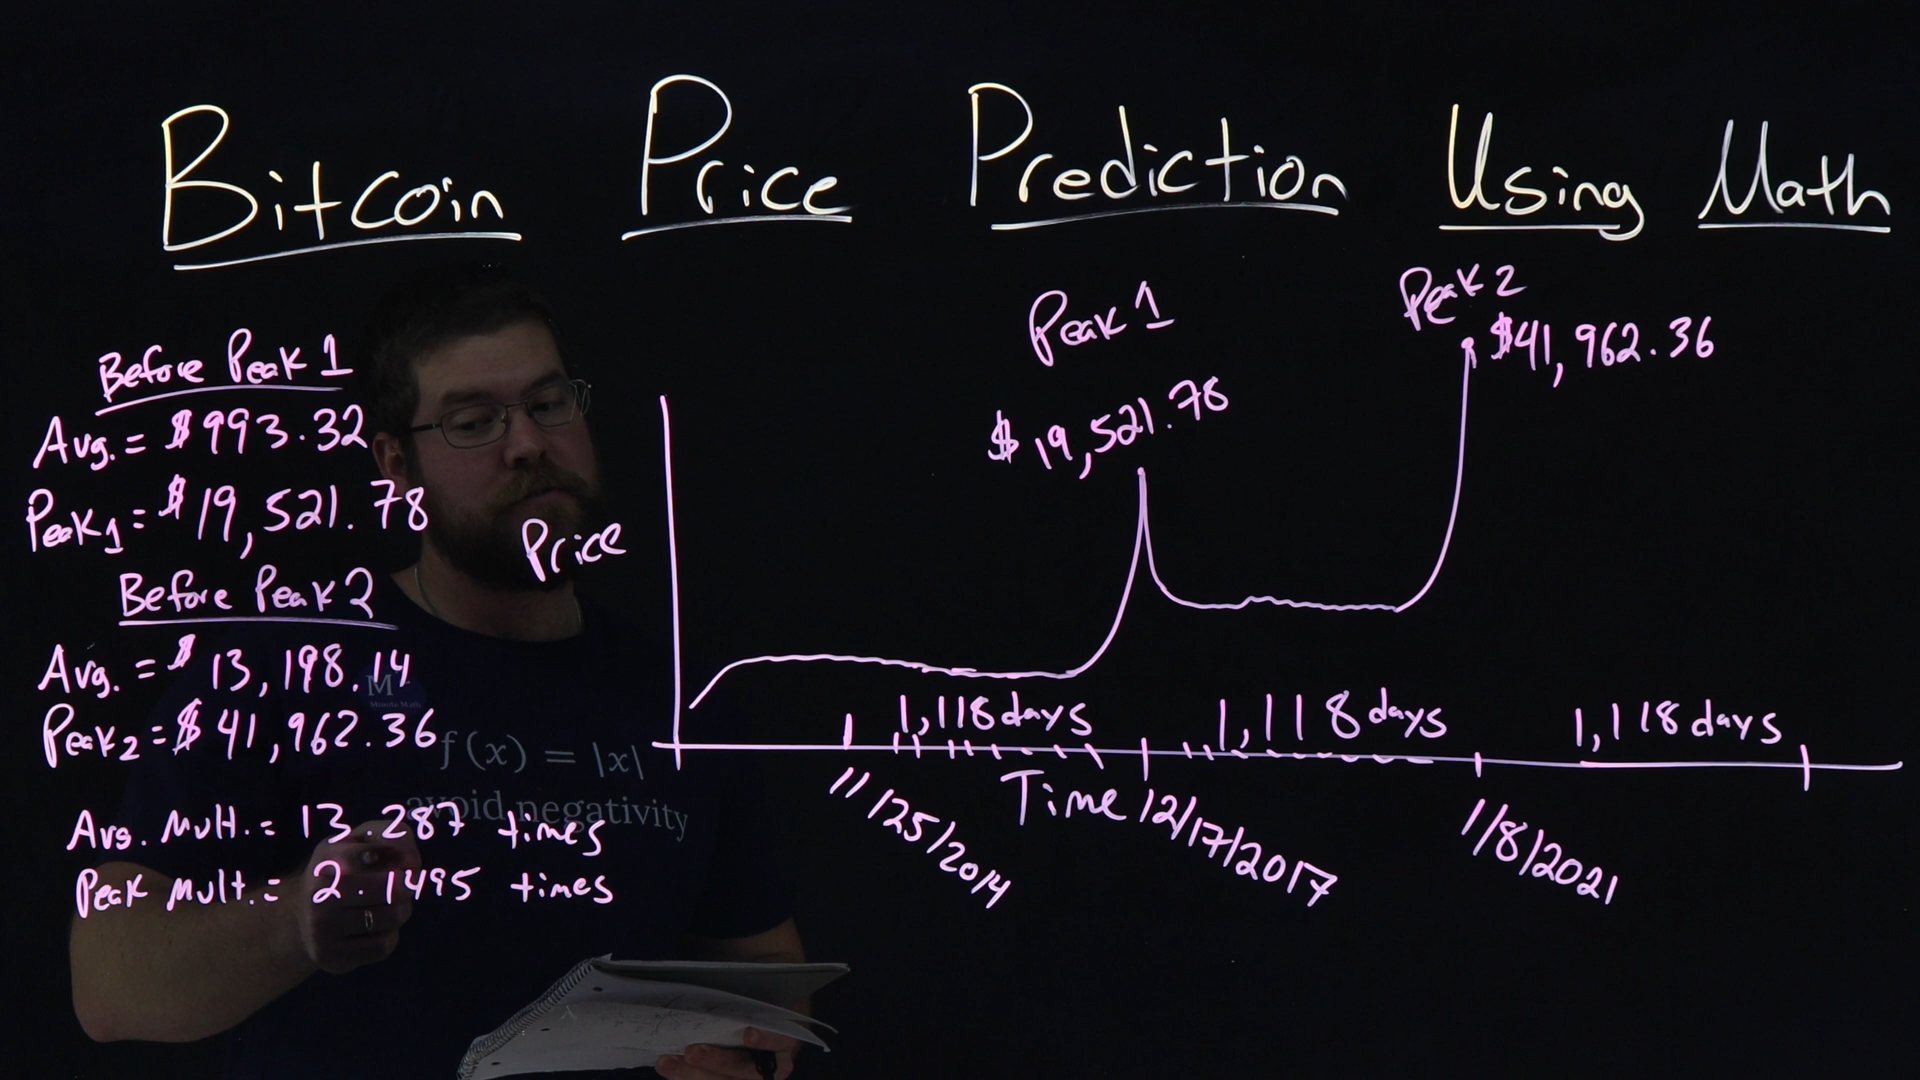 Bitcoin Price Prediction Using Math
Before Peak 1
Avg. = $993.32
Peak1 = $19,521.78
Before Peak 2
Avg. = $13,198.14
Peak2 = $41,962.36
Avg. Mult. = 13.287 times
Peak Mult. = 2.1495 times
Price
Peak 1
$19,521.78
Peak 2
$41,962.36
1,118 days
1,118 days
1,118 days
Time
11/25/2014
12/17/2017
1/8/2021
M
Minute Math
f(x) = |x|
avoid negativity